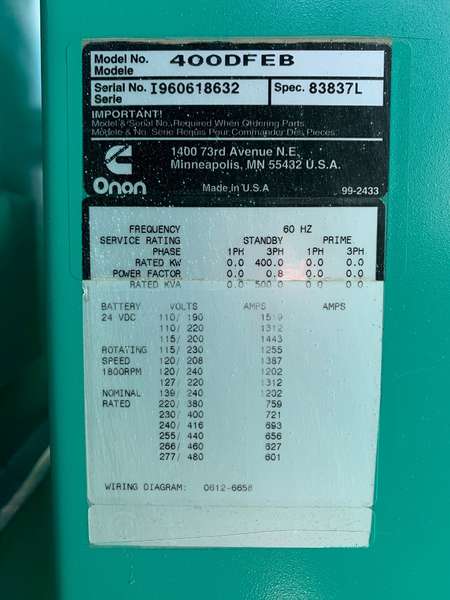 Model No. 400DFEB
Modele
Serial No. I960618632 Spec. 83837L
Serie
IMPORTANT!
Model & Serial No. Required When Ordering Parts.
Modele & No. Serie Requis Pour Commander Des Pieces.
1400 73rd Avenue N.E.
Minneapolis, MN 55432 U.S.A.
Onan Made in U.S.A 99-2433
FREQUENCY 60 HZ
SERVICE RATING STANDBY PRIME
PHASE 1PH 3PH 1PH 3PH
RATED KW 0.0 400.0 0.0 0.0
POWER FACTOR 0.0 0.8 0.0 0.0
RATED KVA 0.0 500.0 0.0 0.0
BATTERY VOLTS AMPS AMPS
24 VDC 110/ 190 1519
110/ 220 1312
115/ 200 1443
ROTATING 115/ 230 1255
SPEED 120/ 208 1387
1800RPM 120/ 240 1202
127/ 220 1312
NOMINAL 139/ 240 1202
RATED 220/ 380 759
230/ 400 721
240/ 416 693
255/ 440 656
266/ 460 627
277/ 480 601
WIRING DIAGRAM: 0612-6658